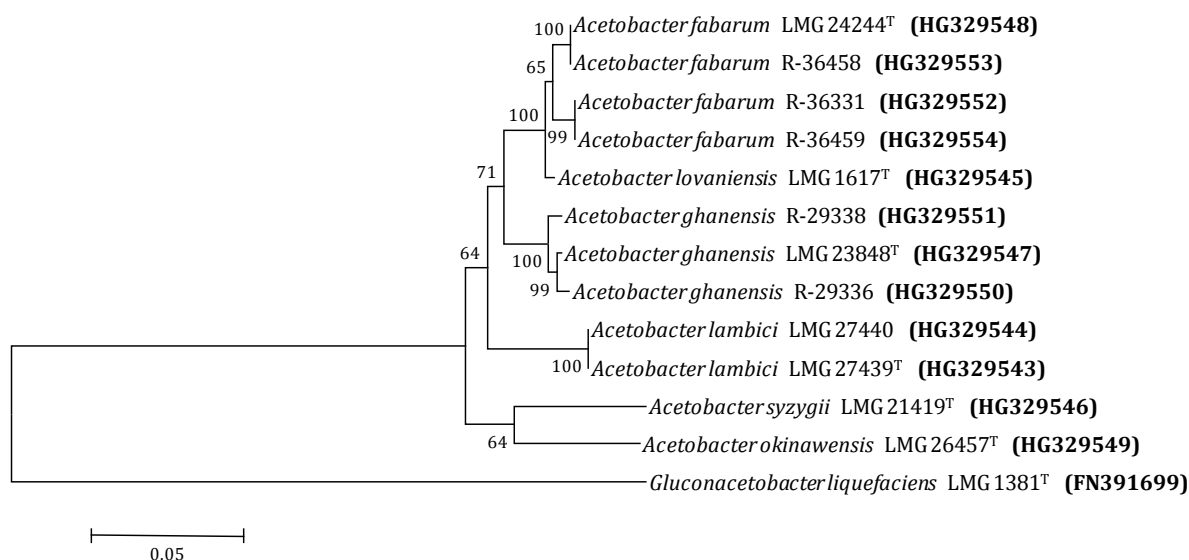 100
Acetobacter fabarum LMG 24244ᵀ (HG329548)
Acetobacter fabarum R-36458 (HG329553)
65
Acetobacter fabarum R-36331 (HG329552)
100
99
Acetobacter fabarum R-36459 (HG329554)
71
Acetobacter lovaniensis LMG 1617ᵀ (HG329545)
Acetobacter ghanensis R-29338 (HG329551)
64
100
Acetobacter ghanensis LMG 23848ᵀ (HG329547)
99
Acetobacter ghanensis R-29336 (HG329550)
Acetobacter lambici LMG 27440 (HG329544)
100
Acetobacter lambici LMG 27439ᵀ (HG329543)
Acetobacter syzygii LMG 21419ᵀ (HG329546)
64
Acetobacter okinawensis LMG 26457ᵀ (HG329549)
Gluconacetobacter liquefaciens LMG 1381ᵀ (FN391699)
0.05